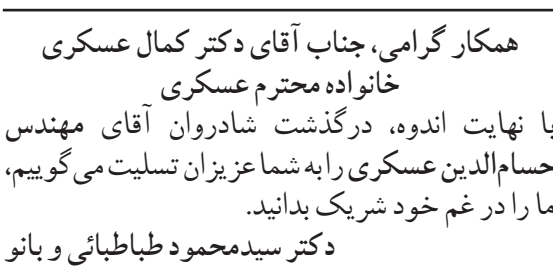 همکار گرامی، جناب آقای دکتر کمال عسکری
خانواده محترم عسکری
با نهایت اندوه، درگذشت شادروان آقای مهندس
حسام‌الدین عسکری را به شما عزیزان تسلیت می‌گوییم،
ما را در غم خود شریک بدانید.
دکتر سیدمحمود طباطبائی و بانو